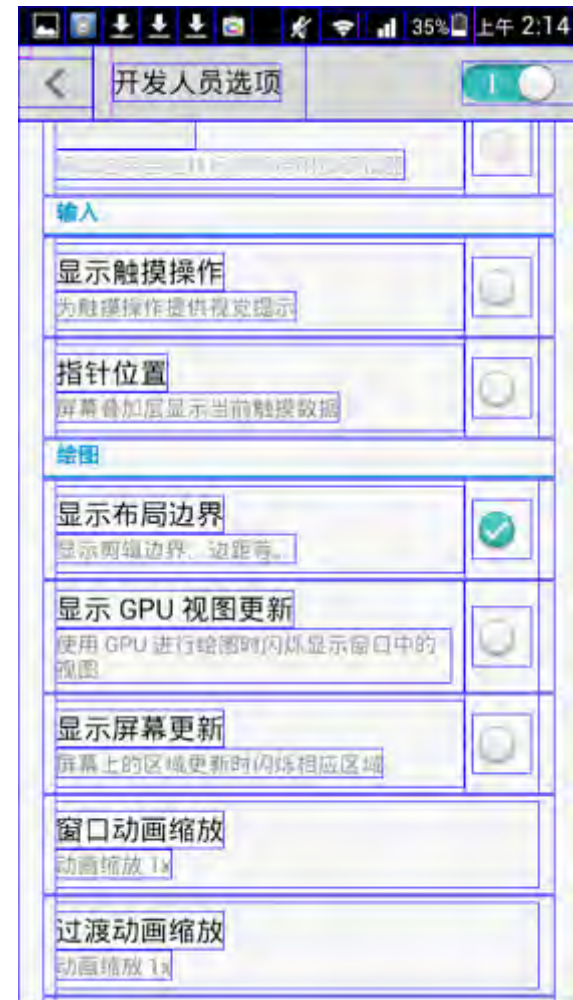 35% 上午 2:14
开发人员选项
输入
显示触摸操作
为触摸操作提供视觉提示
指针位置
屏幕叠加层显示当前触摸数据
绘图
显示布局边界
显示剪辑边界、边距等。
显示 GPU 视图更新
使用 GPU 进行绘图时闪烁显示窗口中的
视图
显示屏幕更新
屏幕上的区域更新时闪烁相应区域
窗口动画缩放
动画缩放 1x
过渡动画缩放
动画缩放 1x